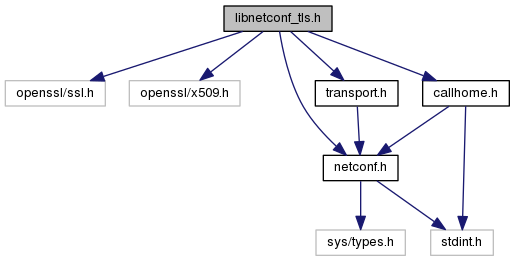 libnetconf_tls.h
openssl/ssl.h
openssl/x509.h
transport.h
callhome.h
netconf.h
sys/types.h
stdint.h